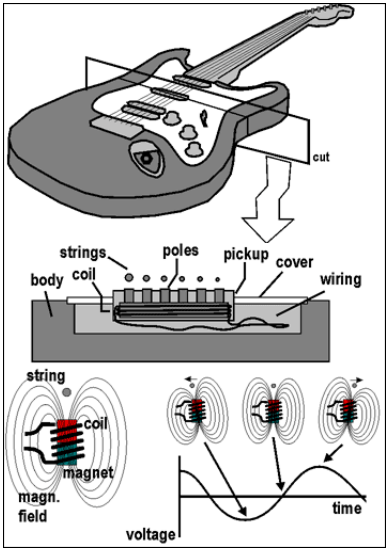 cut
strings
poles
pickup
coil
cover
body
wiring
string
coil
magnet
magn.
field
time
voltage